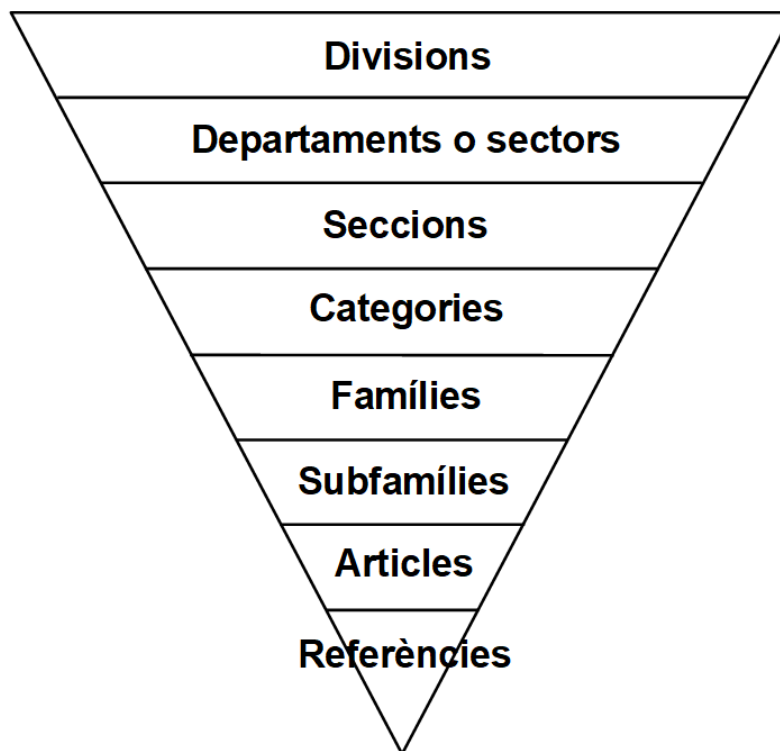 Divisions
Departaments o sectors
Seccions
Categories
Famílies
Subfamílies
Articles
Referències